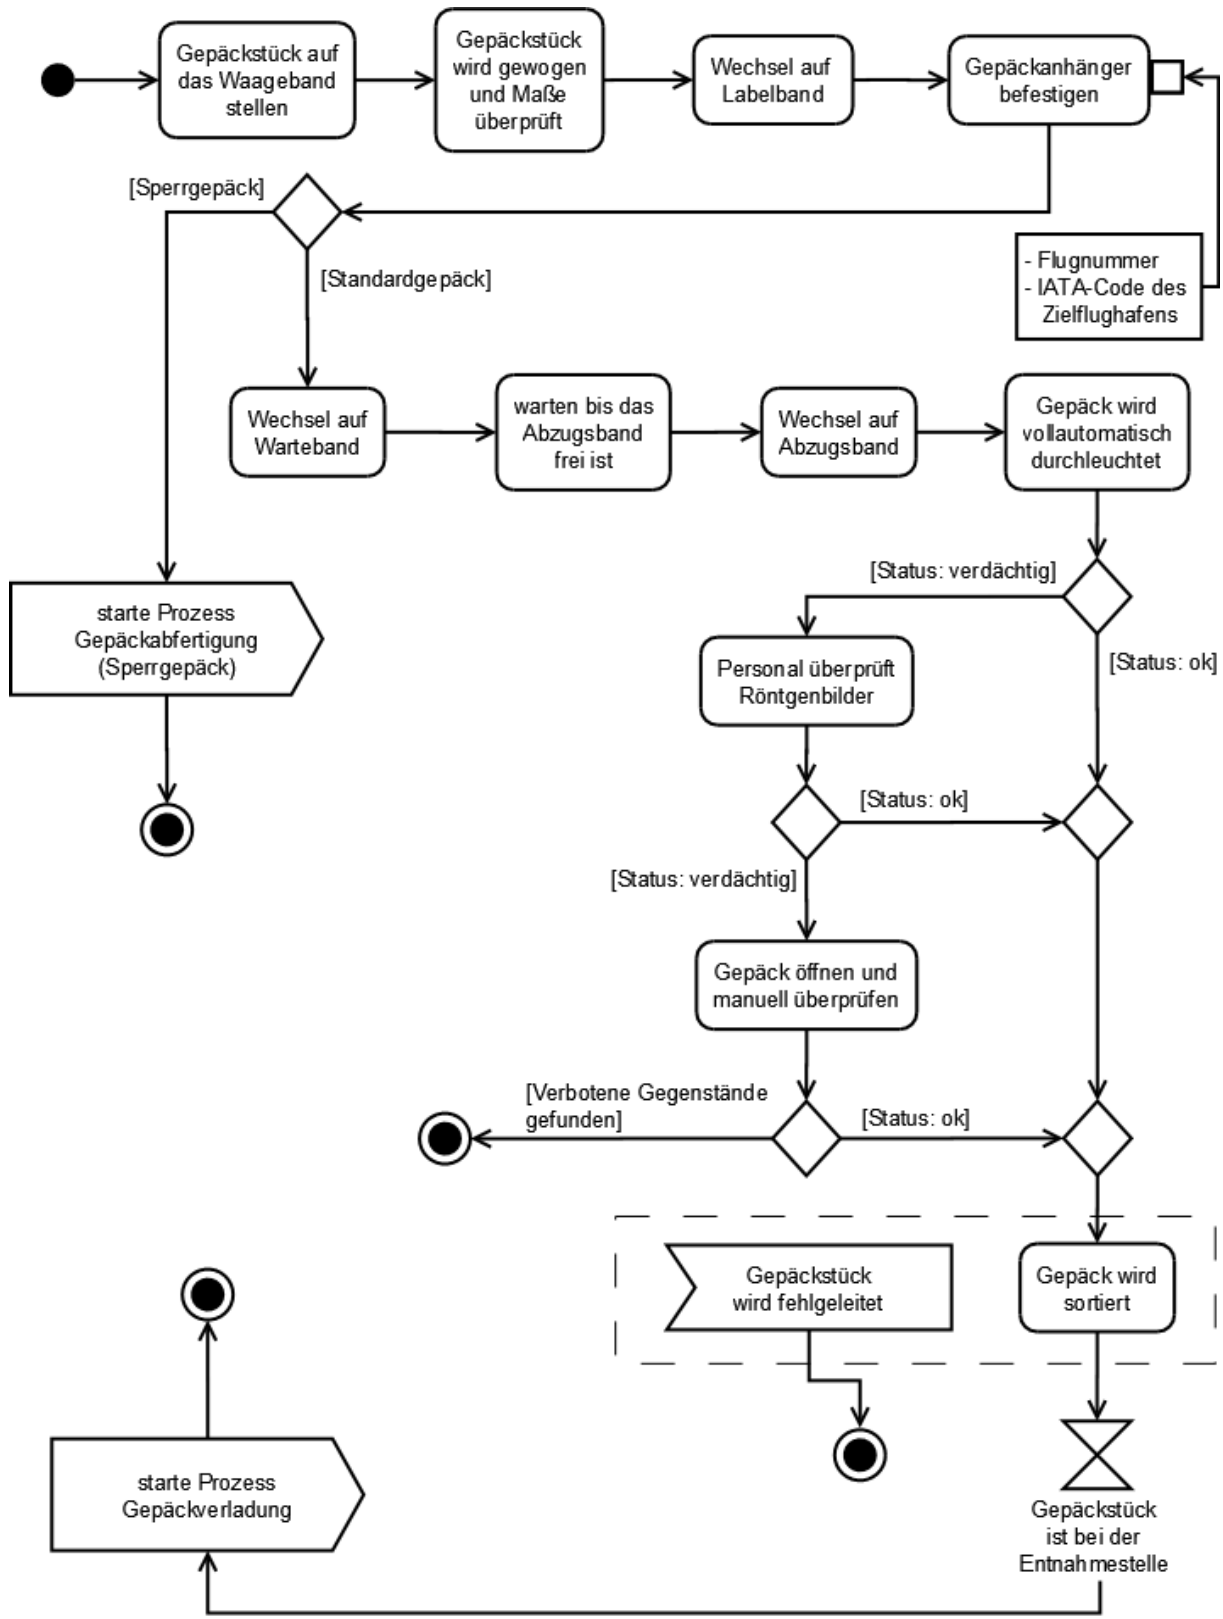 Gepäckstück auf
das Waageband
stellen
Gepäckstück
wird gewogen
und Maße
überprüft
Wechsel auf
Labelband
Gepäckanhänger
befestigen
[Sperrgepäck]
[Standardgepäck]
- Flugnummer
- IATA-Code des
Zielflughafens
Wechsel auf
Warteband
warten bis das
Abzugsband
frei ist
Wechsel auf
Abzugsband
Gepäck wird
vollautomatisch
durchleuchtet
[Status: verdächtig]
starte Prozess
Gepäckabfertigung
(Sperrgepäck)
Personal überprüft
Röntgenbilder
[Status: ok]
[Status: ok]
[Status: verdächtig]
Gepäck öffnen und
manuell überprüfen
[Verbotene Gegenstände
gefunden]
[Status: ok]
Gepäckstück
wird fehlgeleitet
Gepäck wird
sortiert
starte Prozess
Gepäckverladung
Gepäckstück
ist bei der
Entnahmestelle